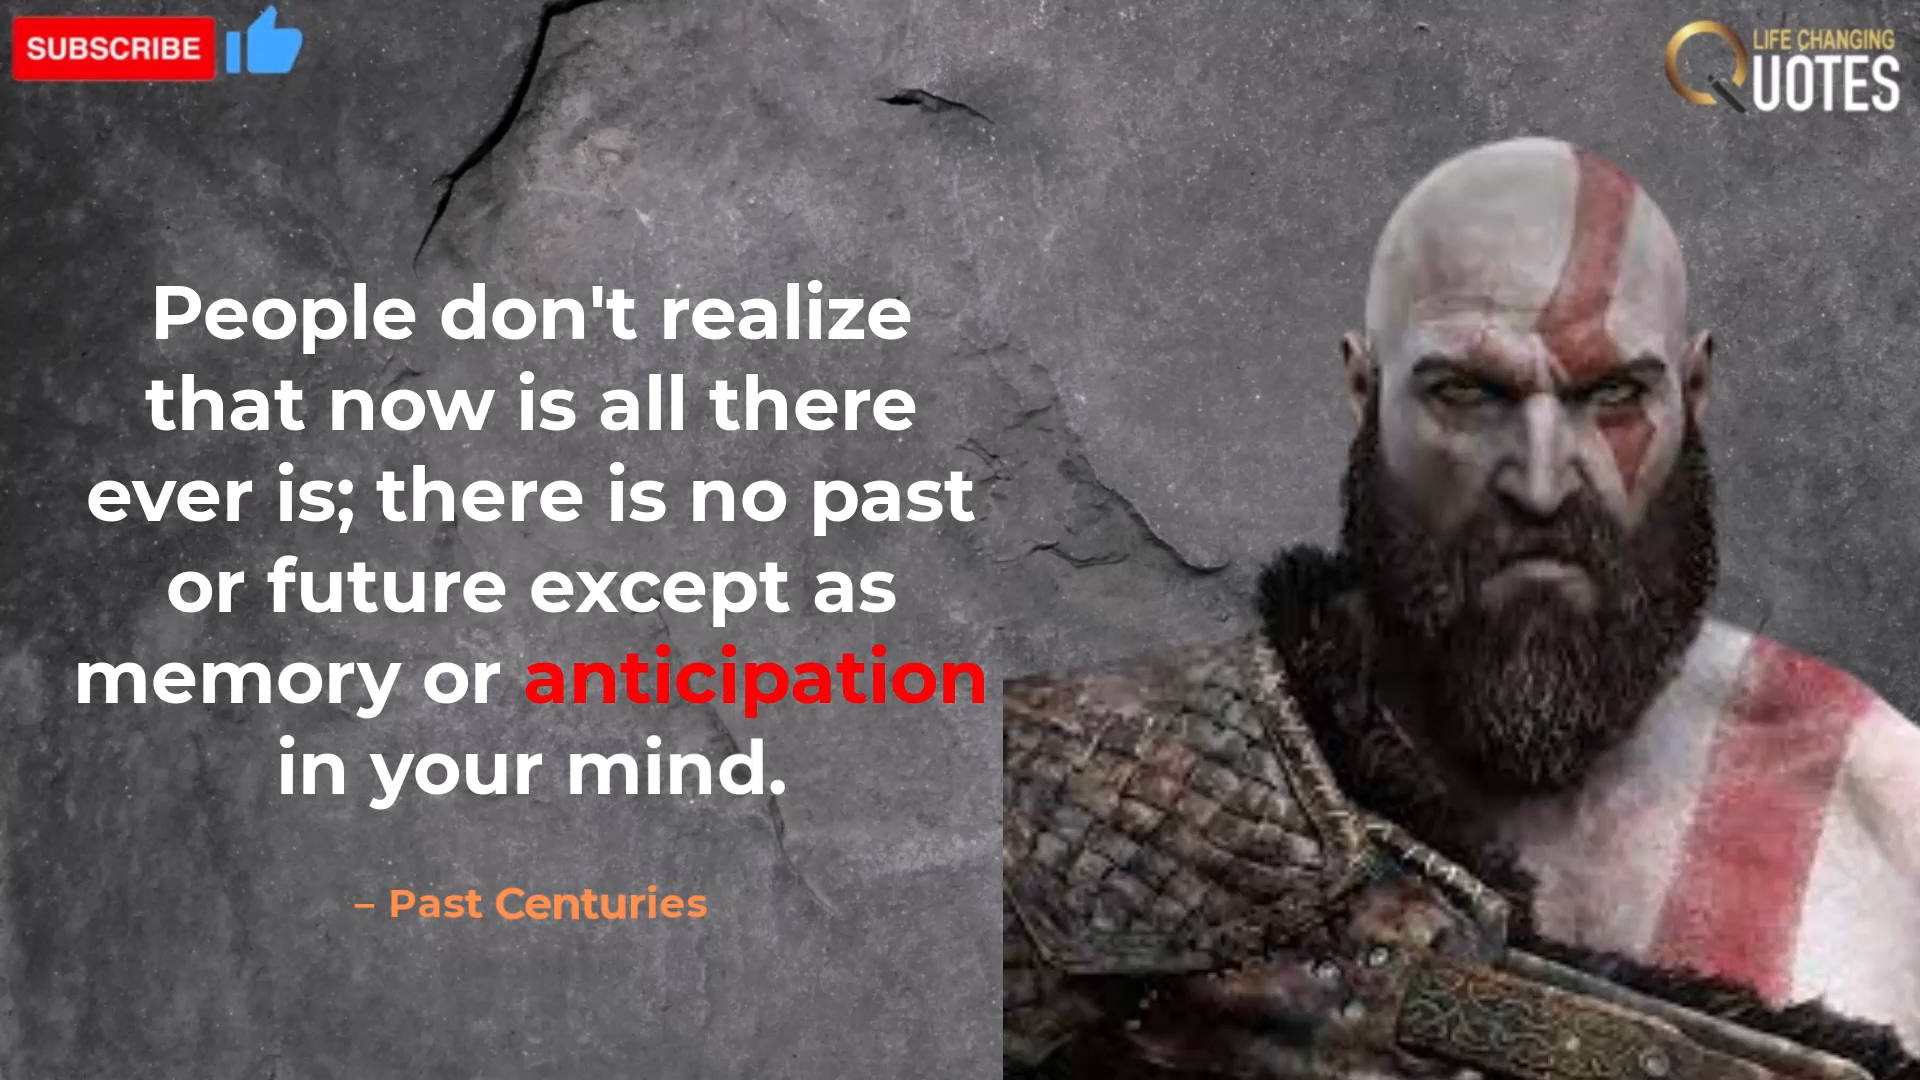 SUBSCRIBE
LIFE CHANGING
QUOTES
People don't realize
that now is all there
ever is; there is no past
or future except as
memory or anticipation
in your mind.
– Past Centuries